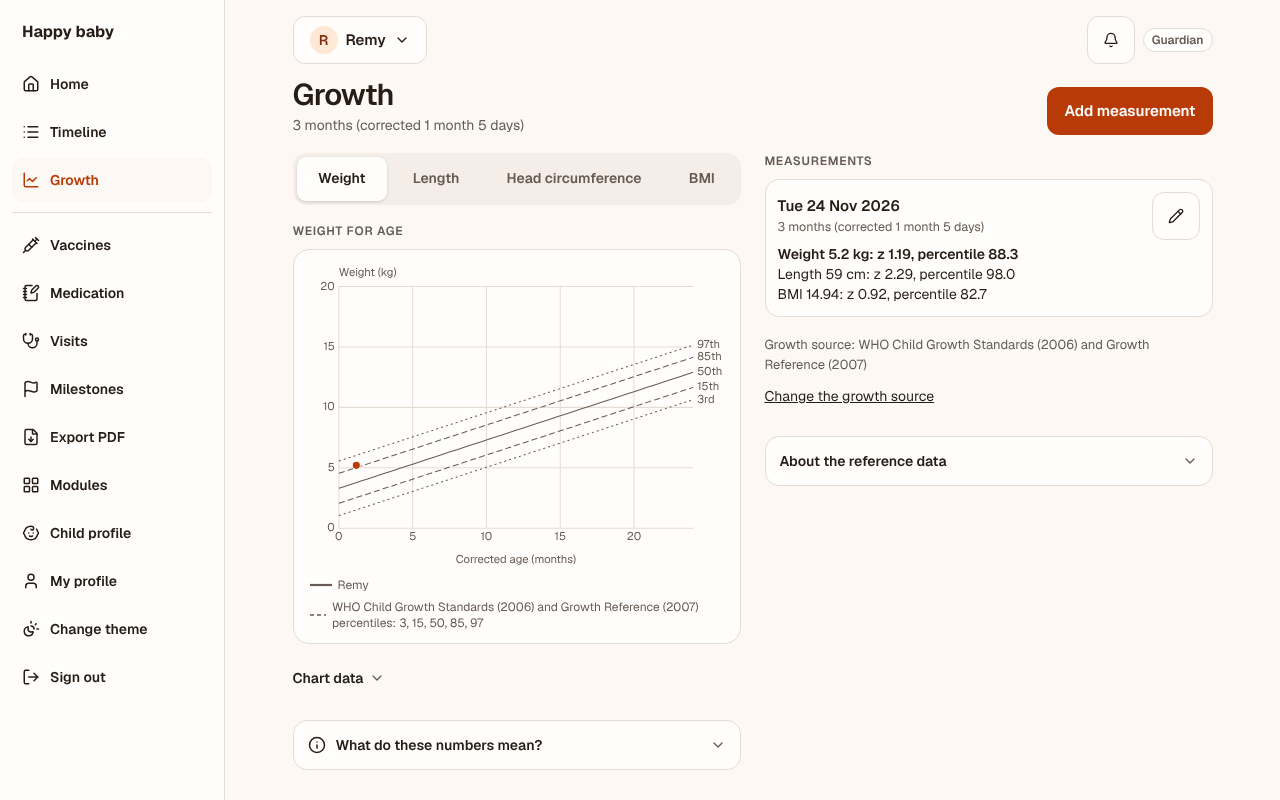 Happy baby
Home
Timeline
Growth
Vaccines
Medication
Visits
Milestones
Export PDF
Modules
Child profile
My profile
Change theme
Sign out
R Remy
Guardian
Growth
3 months (corrected 1 month 5 days)
Add measurement
Weight Length Head circumference BMI
WEIGHT FOR AGE
Weight (kg)
20
15
10
5
0
97th
85th
50th
15th
3rd
0 5 10 15 20
Corrected age (months)
Remy
WHO Child Growth Standards (2006) and Growth Reference (2007)
percentiles: 3, 15, 50, 85, 97
Chart data
What do these numbers mean?
MEASUREMENTS
Tue 24 Nov 2026
3 months (corrected 1 month 5 days)
Weight 5.2 kg: z 1.19, percentile 88.3
Length 59 cm: z 2.29, percentile 98.0
BMI 14.94: z 0.92, percentile 82.7
Growth source: WHO Child Growth Standards (2006) and Growth
Reference (2007)
Change the growth source
About the reference data